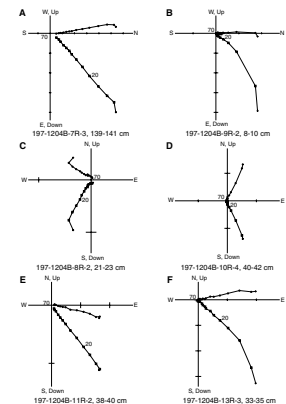 A
W, Up
S
N
70
20
E, Down
197-1204B-7R-3, 139-141 cm
B
W, Up
S
N
70
20
E, Down
197-1204B-9R-2, 8-10 cm
C
N, Up
W
E
70
20
S, Down
197-1204B-8R-2, 21-23 cm
D
N, Up
W
E
70
20
S, Down
197-1204B-10R-4, 40-42 cm
E
N, Up
W
E
70
20
S, Down
197-1204B-11R-2, 38-40 cm
F
N, Up
W
E
70
20
S, Down
197-1204B-13R-3, 33-35 cm